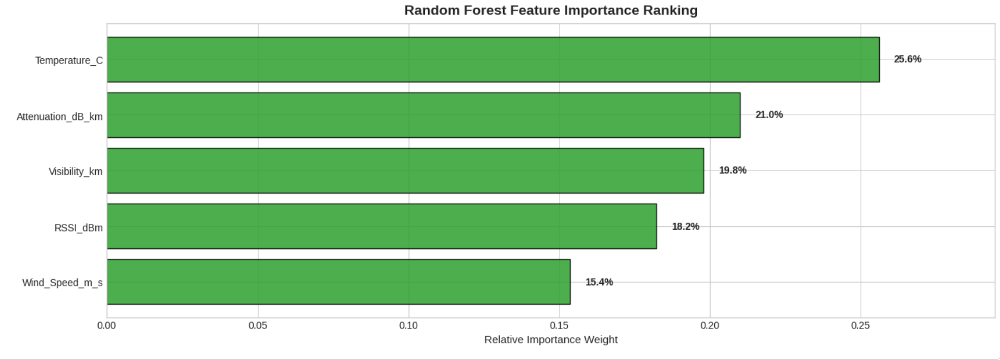 Random Forest Feature Importance Ranking
Temperature_C
25.6%
Attenuation_dB_km
21.0%
Visibility_km
19.8%
RSSI_dBm
18.2%
Wind_Speed_m_s
15.4%
0.00 0.05 0.10 0.15 0.20 0.25
Relative Importance Weight